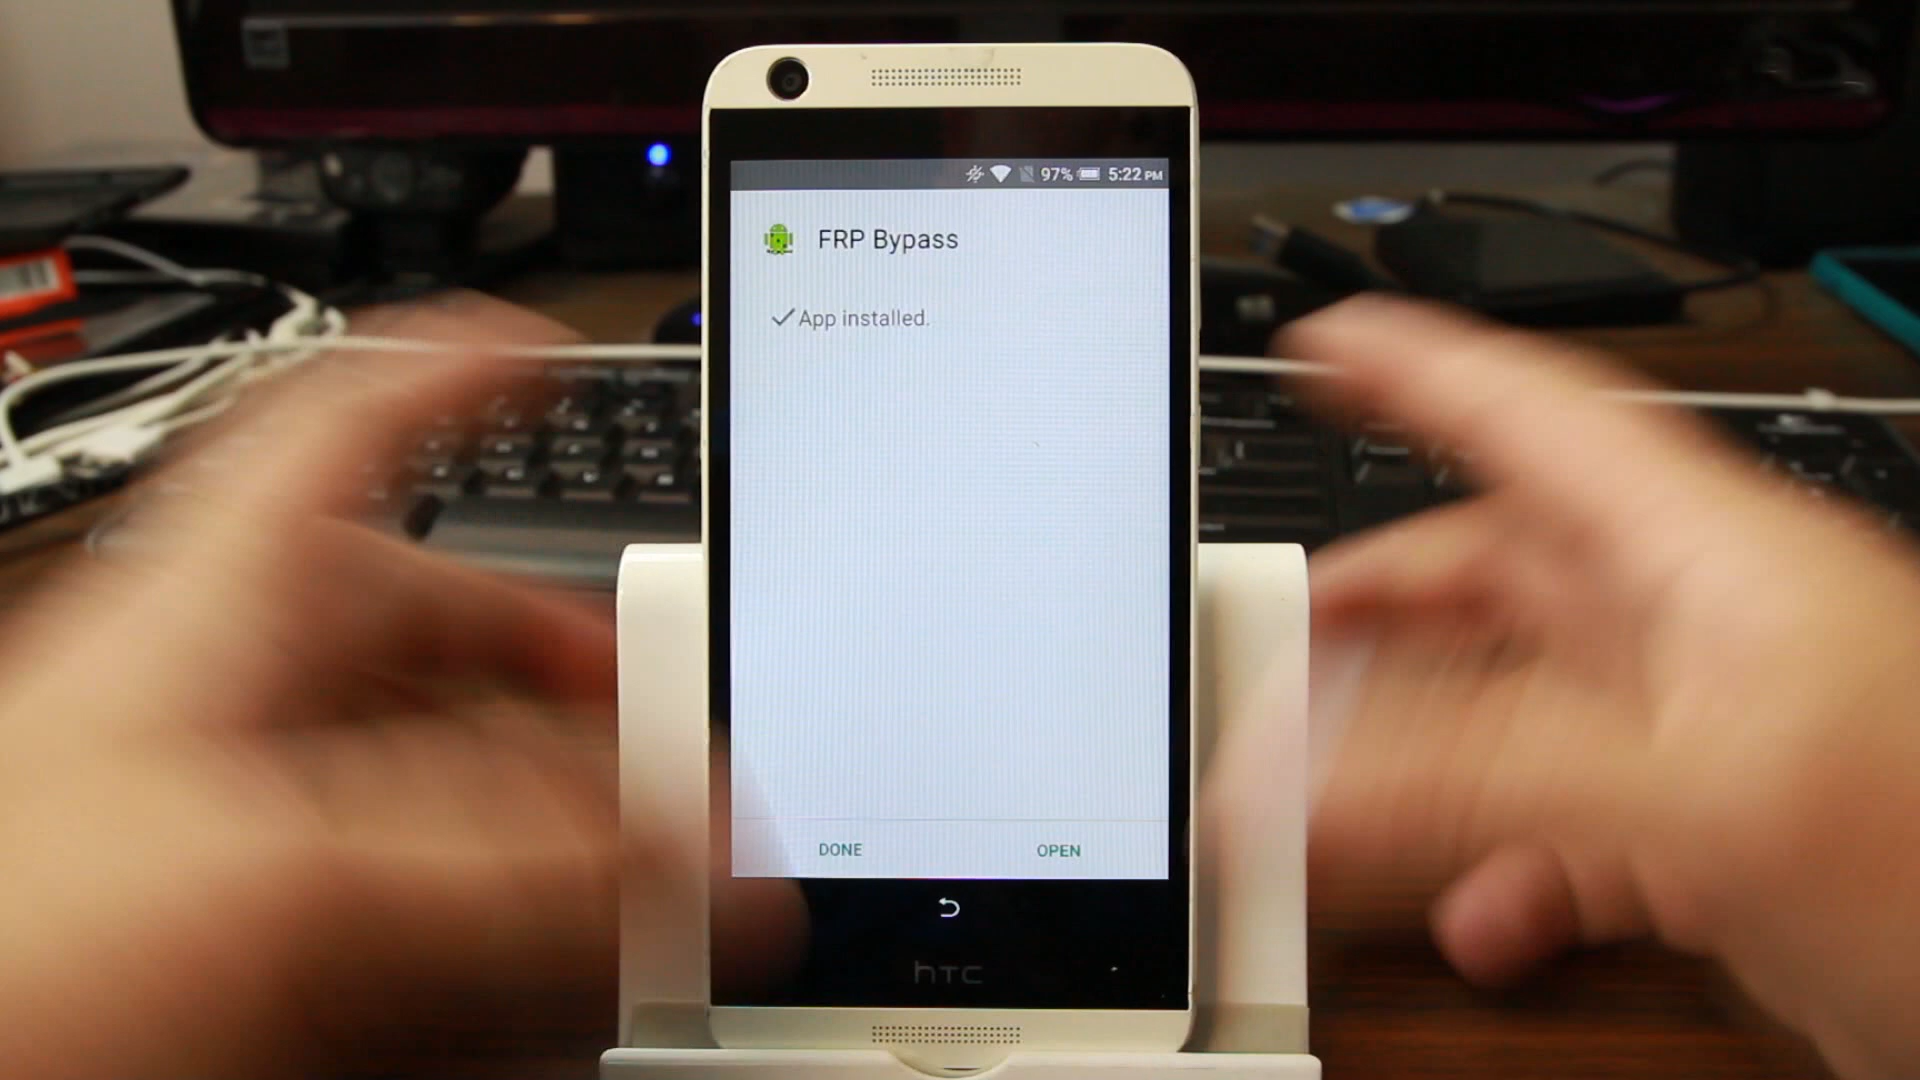 97% 5:22 PM
FRP Bypass
App installed.
DONE OPEN
hTC